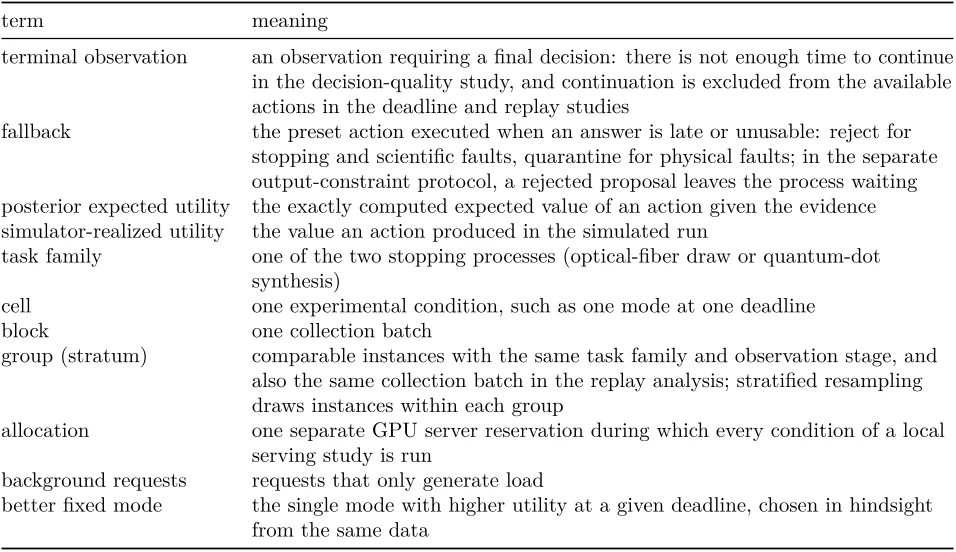 term meaning
terminal observation an observation requiring a final decision: there is not enough time to continue
in the decision-quality study, and continuation is excluded from the available
actions in the deadline and replay studies
fallback the preset action executed when an answer is late or unusable: reject for
stopping and scientific faults, quarantine for physical faults; in the separate
output-constraint protocol, a rejected proposal leaves the process waiting
posterior expected utility the exactly computed expected value of an action given the evidence
simulator-realized utility the value an action produced in the simulated run
task family one of the two stopping processes (optical-fiber draw or quantum-dot
synthesis)
cell one experimental condition, such as one mode at one deadline
block one collection batch
group (stratum) comparable instances with the same task family and observation stage, and
also the same collection batch in the replay analysis; stratified resampling
draws instances within each group
allocation one separate GPU server reservation during which every condition of a local
serving study is run
background requests requests that only generate load
better fixed mode the single mode with higher utility at a given deadline, chosen in hindsight
from the same data